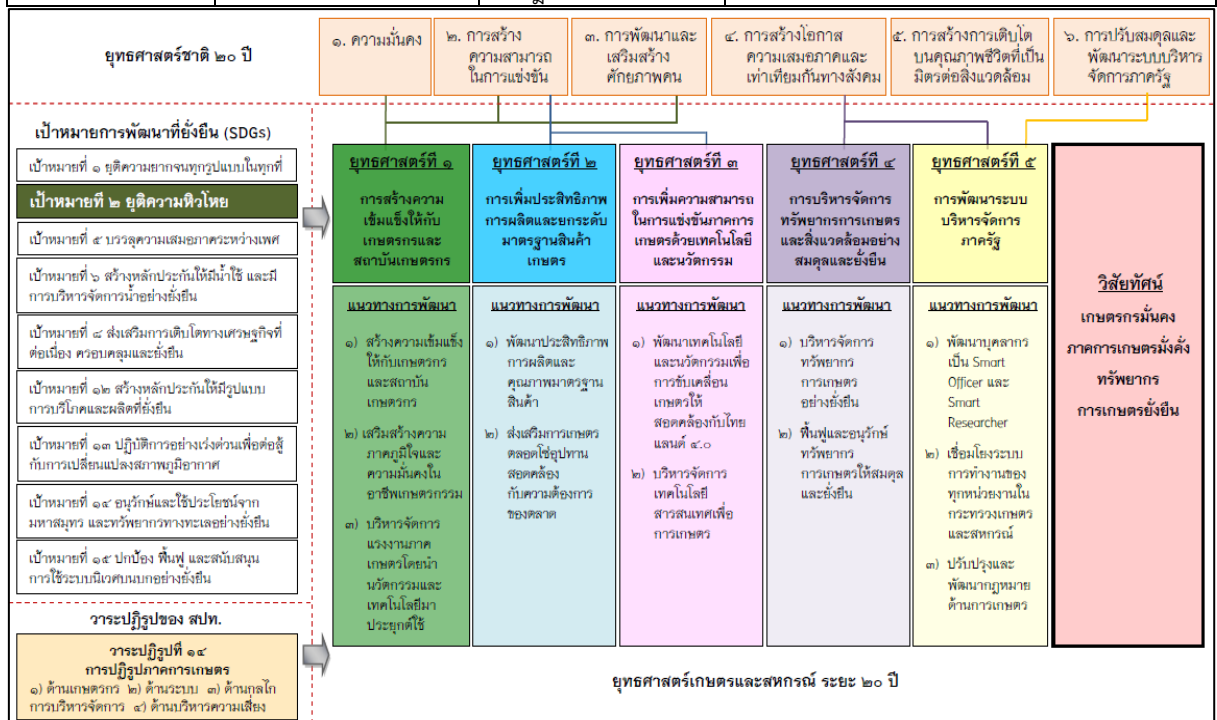 ยุทธศาสตร์ชาติ ๒๐ ปี
๑. ความมั่นคง
๒. การสร้าง
ความสามารถ
ในการแข่งขัน
๓. การพัฒนาและ
เสริมสร้าง
ศักยภาพคน
๔. การสร้างโอกาส
ความเสมอภาคและ
เท่าเทียมกันทางสังคม
๕. การสร้างการเติบโต
บนคุณภาพชีวิตที่เป็น
มิตรต่อสิ่งแวดล้อม
๖. การปรับสมดุลและ
พัฒนาระบบบริหาร
จัดการภาครัฐ
เป้าหมายการพัฒนาที่ยั่งยืน (SDGs)
เป้าหมายที่ ๑ ยุติความยากจนทุกรูปแบบในทุกที่
เป้าหมายที่ ๒ ยุติความหิวโหย
เป้าหมายที่ ๕ บรรลุความเสมอภาคระหว่างเพศ
เป้าหมายที่ ๖ สร้างหลักประกันให้มีน้ำใช้ และมี
การบริหารจัดการน้ำอย่างยั่งยืน
เป้าหมายที่ ๘ ส่งเสริมการเติบโตทางเศรษฐกิจที่
ต่อเนื่อง ครอบคลุมและยั่งยืน
เป้าหมายที่ ๑๒ สร้างหลักประกันให้มีรูปแบบ
การบริโภคและผลิตที่ยั่งยืน
เป้าหมายที่ ๑๓ ปฏิบัติการอย่างเร่งด่วนเพื่อต่อสู้
กับการเปลี่ยนแปลงสภาพภูมิอากาศ
เป้าหมายที่ ๑๔ อนุรักษ์และใช้ประโยชน์จาก
มหาสมุทร และทรัพยากรทางทะเลอย่างยั่งยืน
เป้าหมายที่ ๑๕ ปกป้อง ฟื้นฟู และสนับสนุน
การใช้ระบบนิเวศบนบกอย่างยั่งยืน
วาระปฏิรูปของ สปท.
วาระปฏิรูปที่ ๑๔
การปฏิรูปภาคการเกษตร
๑) ด้านเกษตรกร ๒) ด้านระบบ ๓) ด้านกลไก
การบริหารจัดการ ๔) ด้านบริหารความเสี่ยง
ยุทธศาสตร์ที่ ๑
การสร้างความ
เข้มแข็งให้กับ
เกษตรกรและ
สถาบันเกษตรกร
แนวทางการพัฒนา
๑) สร้างความเข้มแข็ง
ให้กับเกษตรกร
และสถาบัน
เกษตรกร
๒) เสริมสร้างความ
ภาคภูมิใจและ
ความมั่นคงใน
อาชีพเกษตรกรรม
๓) บริหารจัดการ
แรงงานภาค
เกษตรโดยนำ
นวัตกรรมและ
เทคโนโลยีมา
ประยุกต์ใช้
ยุทธศาสตร์ที่ ๒
การเพิ่มประสิทธิภาพ
การผลิตและยกระดับ
มาตรฐานสินค้า
เกษตร
แนวทางการพัฒนา
๑) พัฒนาประสิทธิภาพ
การผลิตและ
คุณภาพมาตรฐาน
สินค้า
๒) ส่งเสริมการเกษตร
ตลอดโซ่อุปทาน
สอดคล้อง
กับความต้องการ
ของตลาด
ยุทธศาสตร์ที่ ๓
การเพิ่มความสามารถ
ในการแข่งขันภาคการ
เกษตรด้วยเทคโนโลยี
และนวัตกรรม
แนวทางการพัฒนา
๑) พัฒนาเทคโนโลยี
และนวัตกรรมเพื่อ
การขับเคลื่อน
เกษตรให้
สอดคล้องกับไทย
แลนด์ ๔.๐
๒) บริหารจัดการ
เทคโนโลยี
สารสนเทศเพื่อ
การเกษตร
ยุทธศาสตร์ที่ ๔
การบริหารจัดการ
ทรัพยากรการเกษตร
และสิ่งแวดล้อมอย่าง
สมดุลและยั่งยืน
แนวทางการพัฒนา
๑) บริหารจัดการ
ทรัพยากร
การเกษตร
อย่างยั่งยืน
๒) ฟื้นฟูและอนุรักษ์
ทรัพยากร
การเกษตรให้สมดุล
และยั่งยืน
ยุทธศาสตร์ที่ ๕
การพัฒนาระบบ
บริหารจัดการ
ภาครัฐ
แนวทางการพัฒนา
๑) พัฒนาบุคลากร
เป็น Smart
Officer และ
Smart
Researcher
๒) เชื่อมโยงระบบ
การทำงานของ
ทุกหน่วยงานใน
กระทรวงเกษตร
และสหกรณ์
๓) ปรับปรุงและ
พัฒนากฎหมาย
ด้านการเกษตร
วิสัยทัศน์
เกษตรกรมั่นคง
ภาคการเกษตรมั่งคั่ง
ทรัพยากร
การเกษตรยั่งยืน
ยุทธศาสตร์เกษตรและสหกรณ์ ระยะ ๒๐ ปี